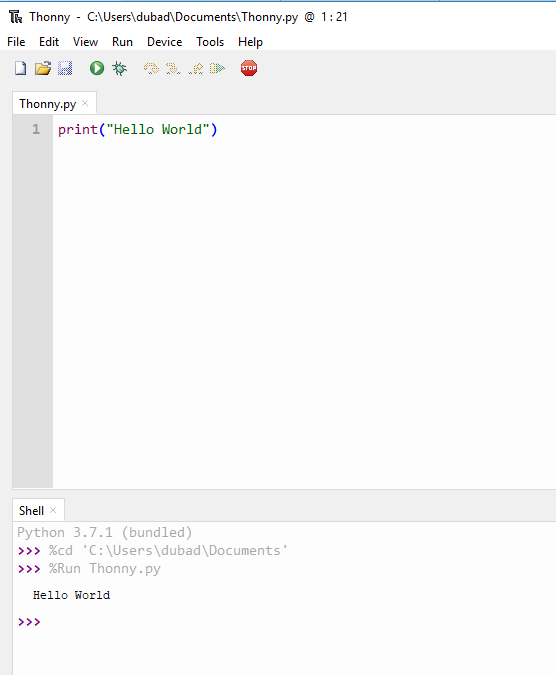 Thonny - C:\Users\dubad\Documents\Thonny.py @ 1:21
File Edit View Run Device Tools Help
STOP
Thonny.py ×
1 print("Hello World")
Shell ×
Python 3.7.1 (bundled)
>>> %cd 'C:\Users\dubad\Documents'
>>> %Run Thonny.py
Hello World
>>>